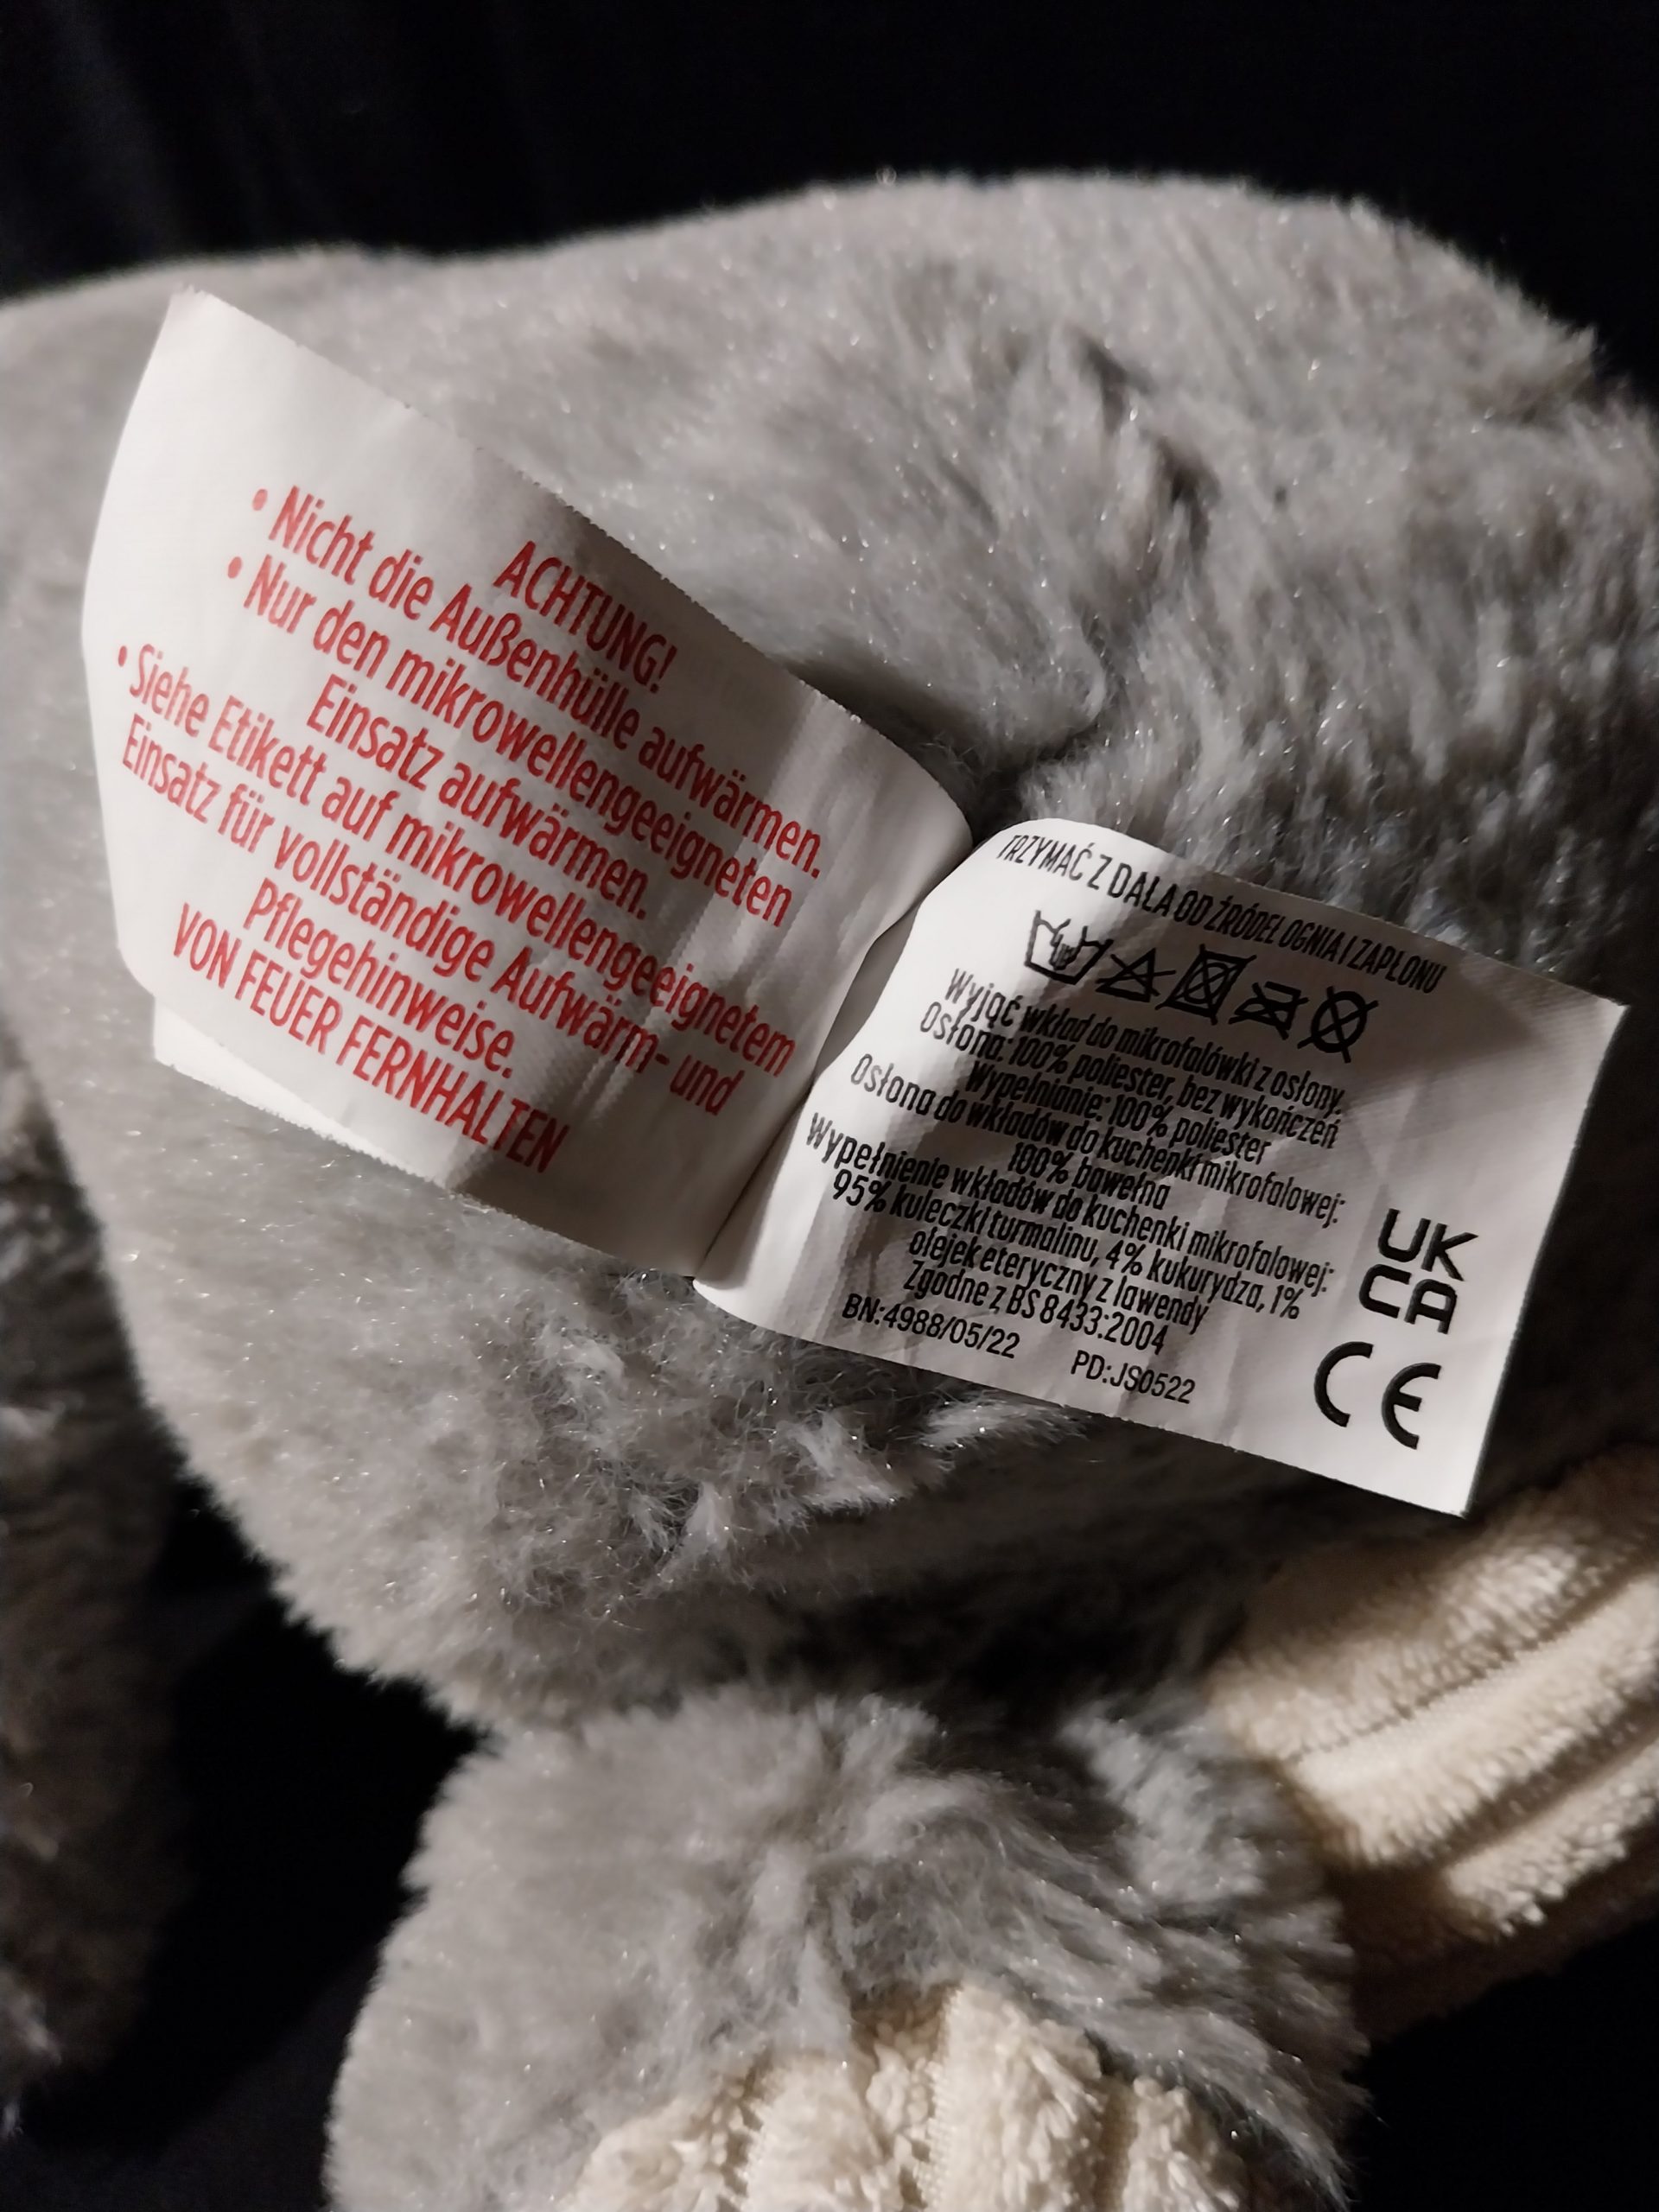 ACHTUNG!
• Nicht die Außenhülle aufwärmen.
• Nur den mikrowellengeeigneten
Einsatz aufwärmen.
• Siehe Etikett auf mikrowellengeeignetem
Einsatz für vollständige Aufwärm- und
Pflegehinweise.
VON FEUER FERNHALTEN
TRZYMAĆ Z DALA OD ŹRÓDEŁ OGNIA I ZAPŁONU
Wyjąć wkład do mikrofalówki z osłony.
Osłona: 100% poliester, bez wykończeń
Wypełnianie: 100% poliester
Osłona do wkładów do kuchenki mikrofalowej:
100% bawełna
Wypełnienie wkładów do kuchenki mikrofalowej:
95% kuleczki turmalinu, 4% kukurydza, 1%
olejek eteryczny z lawendy
Zgodne z BS 8433:2004
BN:4988/05/22 PD:JS0522
UK
CA
CE